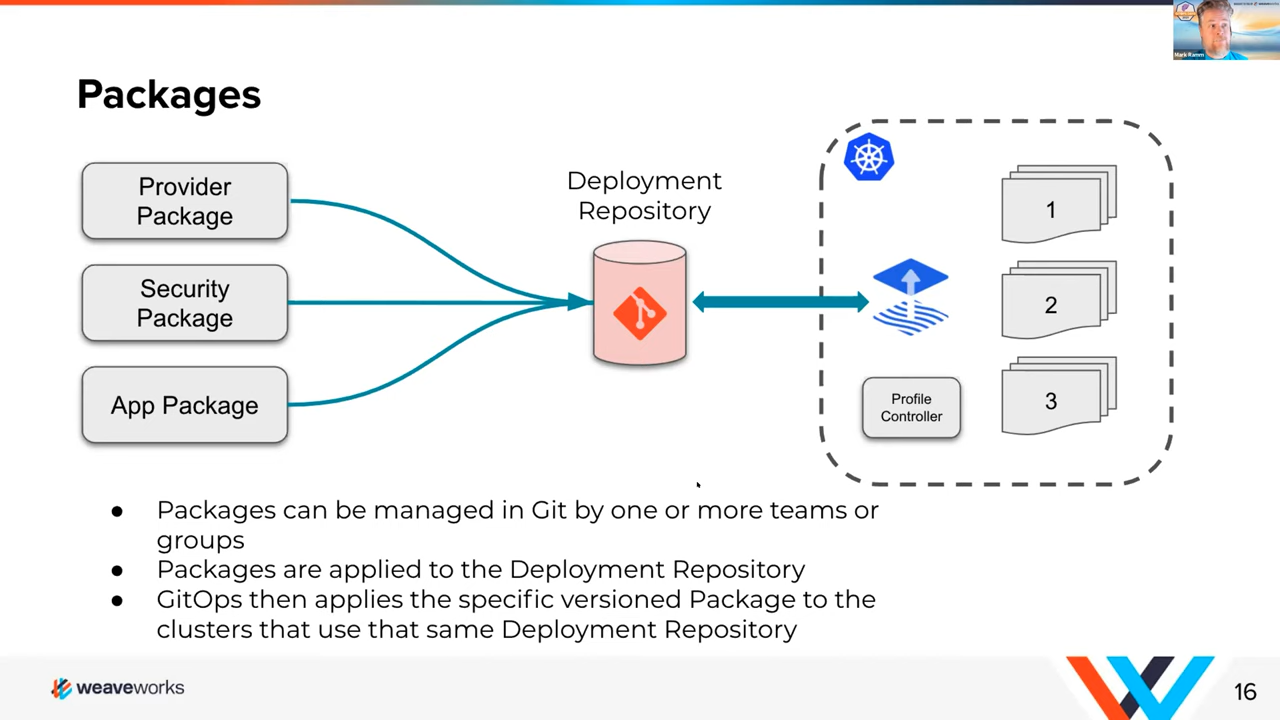 Mark Ramm
Packages
Provider
Package
Security
Package
App Package
Deployment
Repository
Profile
Controller
1
2
3
● Packages can be managed in Git by one or more teams or
groups
● Packages are applied to the Deployment Repository
● GitOps then applies the specific versioned Package to the
clusters that use that same Deployment Repository
weaveworks
16